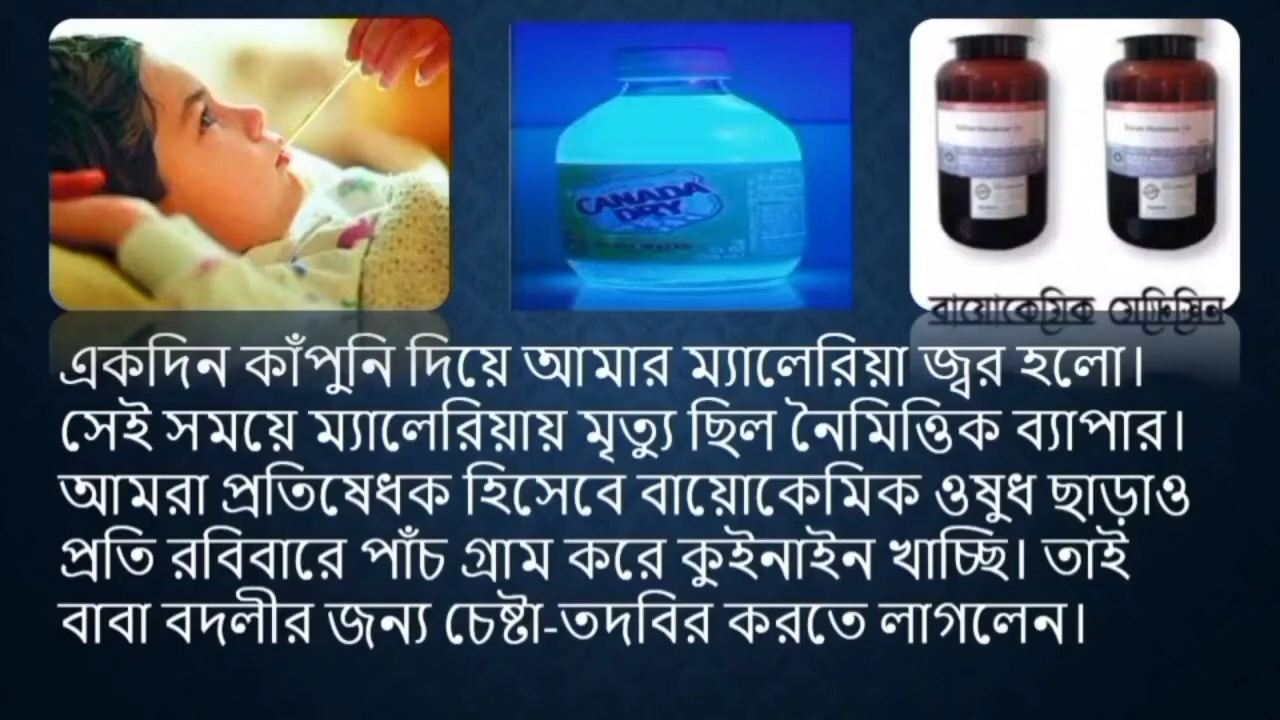 CANADA
DRY
বায়োকেমিক মেডিসিন
একদিন কাঁপুনি দিয়ে আমার ম্যালেরিয়া জ্বর হলো।
সেই সময়ে ম্যালেরিয়ায় মৃত্যু ছিল নৈমিত্তিক ব্যাপার।
আমরা প্রতিষেধক হিসেবে বায়োকেমিক ওষুধ ছাড়াও
প্রতি রবিবারে পাঁচ গ্রাম করে কুইনাইন খাচ্ছি। তাই
বাবা বদলীর জন্য চেষ্টা-তদবির করতে লাগলেন।